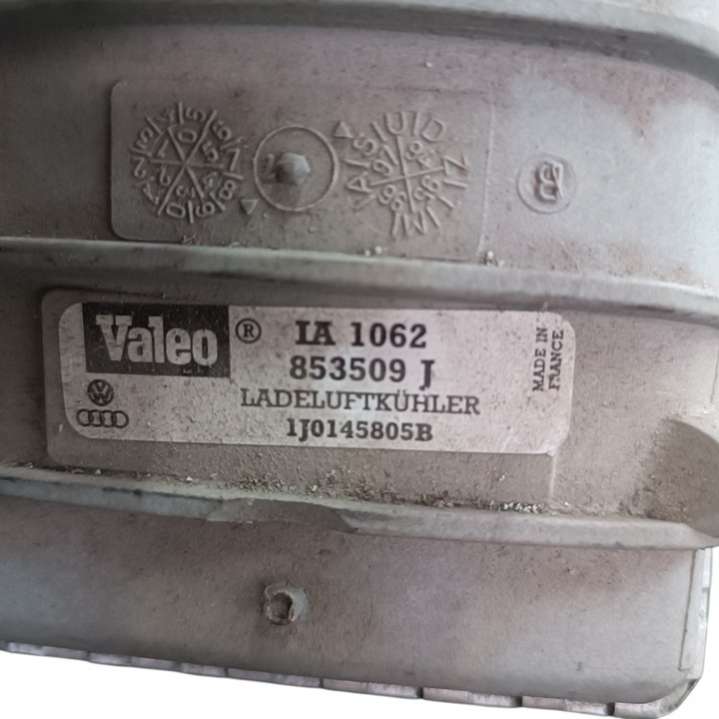 Valeo ® IA 1062
853509 J
LADELUFTKÜHLER
1J0145805B
MADE IN
FRANCE